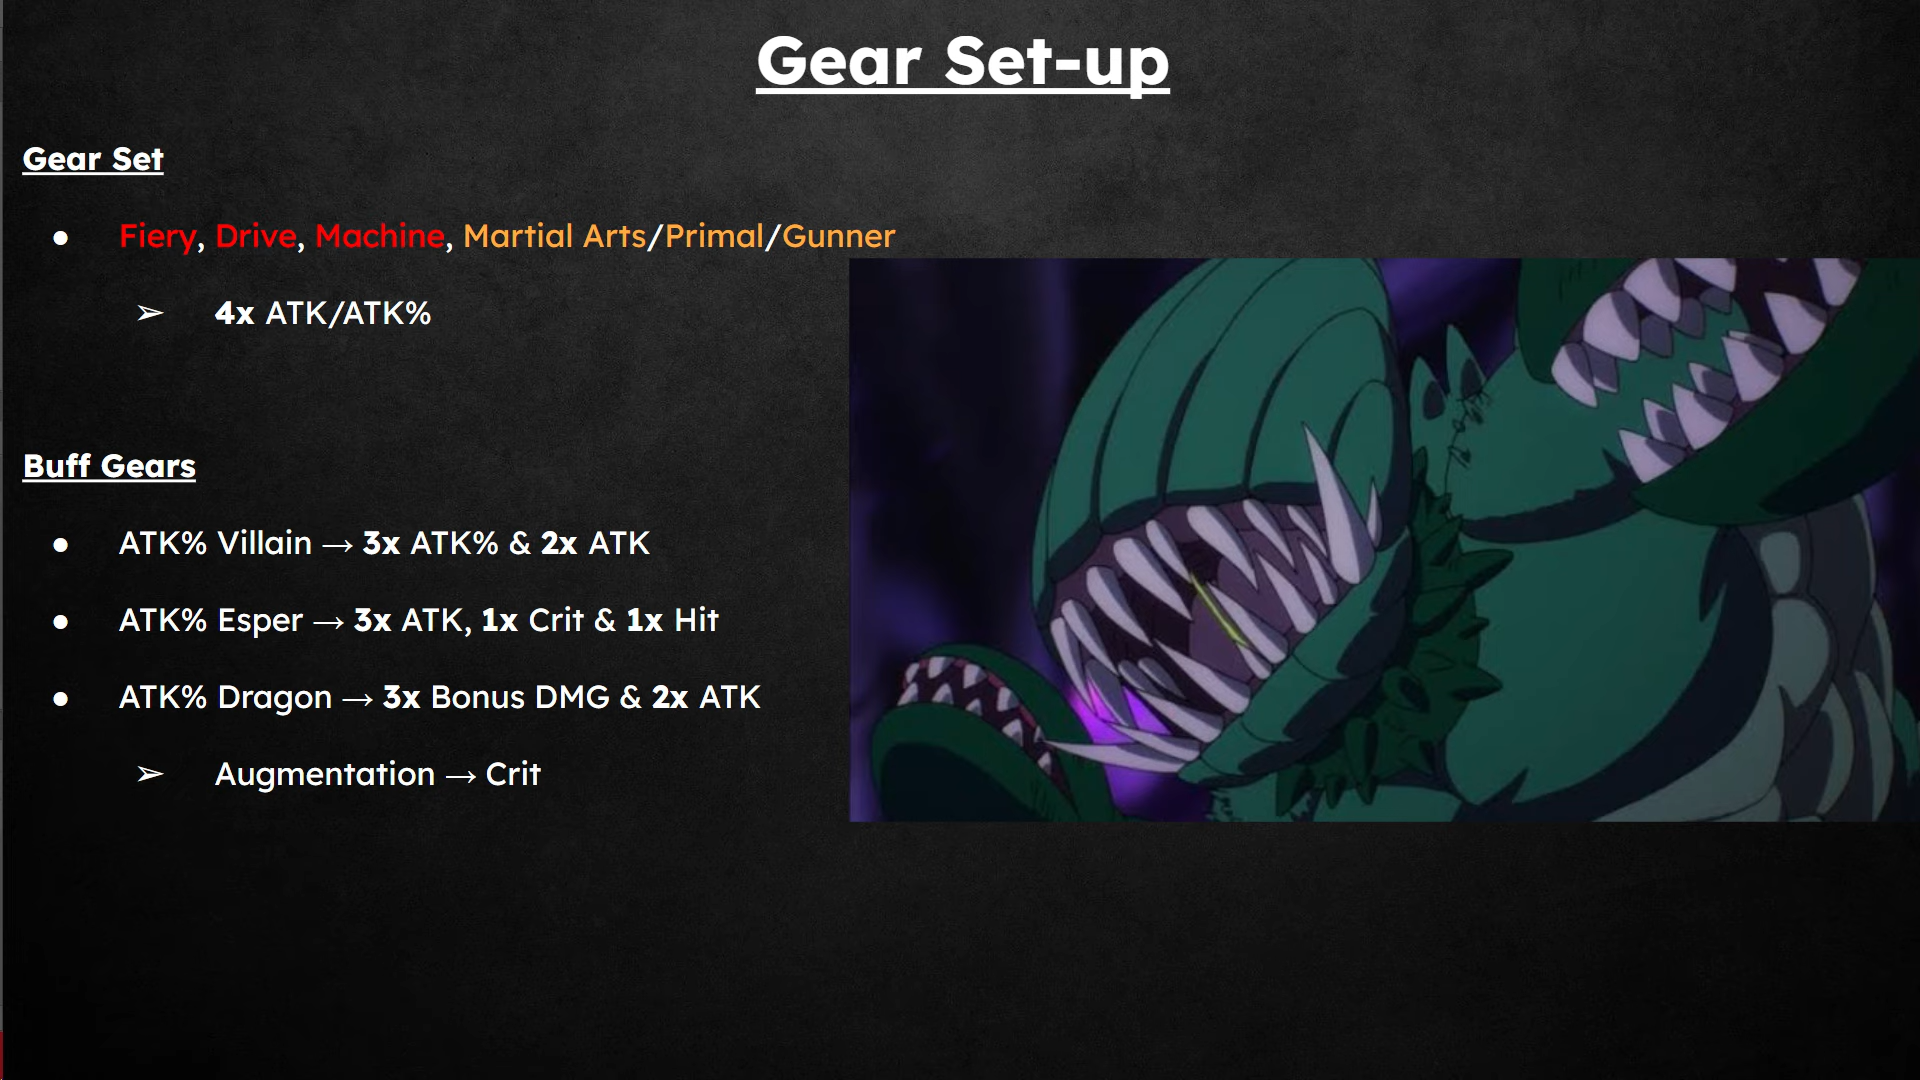 Gear Set-up
Gear Set
● Fiery, Drive, Machine, Martial Arts/Primal/Gunner
➢ 4x ATK/ATK%
Buff Gears
● ATK% Villain → 3x ATK% & 2x ATK
● ATK% Esper → 3x ATK, 1x Crit & 1x Hit
● ATK% Dragon → 3x Bonus DMG & 2x ATK
➢ Augmentation → Crit